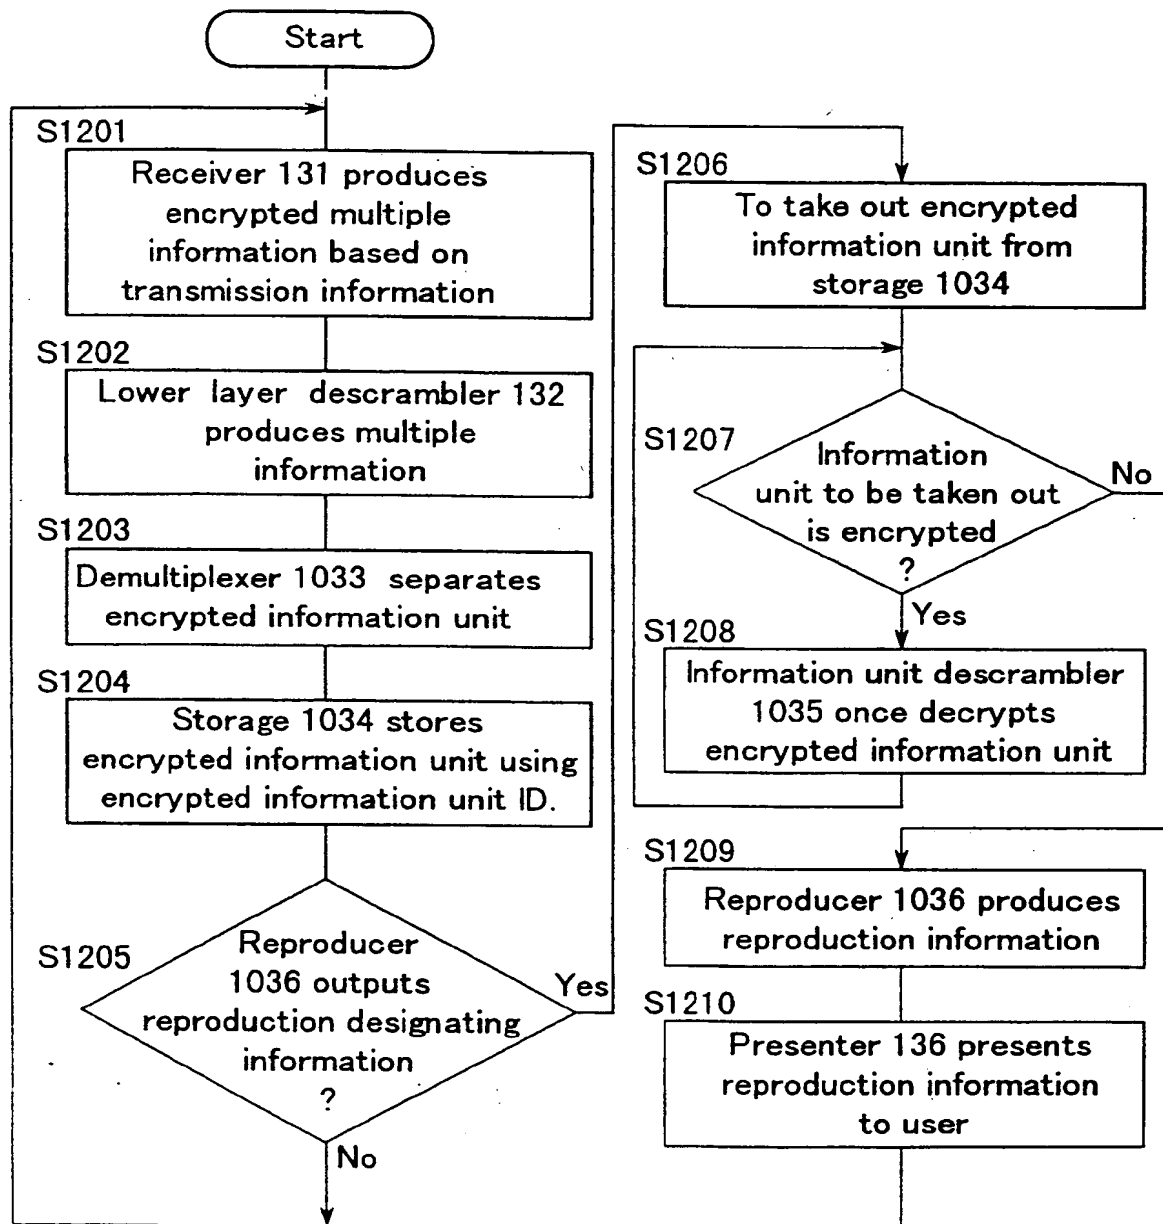 Start
S1201
Receiver 131 produces
encrypted multiple
information based on
transmission information
S1202
Lower layer descrambler 132
produces multiple
information
S1203
Demultiplexer 1033 separates
encrypted information unit
S1204
Storage 1034 stores
encrypted information unit using
encrypted information unit ID.
S1205
Reproducer
1036 outputs
reproduction designating
information
?
Yes
No
S1206
To take out encrypted
information unit from
storage 1034
S1207
Information
unit to be taken out
is encrypted
?
No
Yes
S1208
Information unit descrambler
1035 once decrypts
encrypted information unit
S1209
Reproducer 1036 produces
reproduction information
S1210
Presenter 136 presents
reproduction information
to user